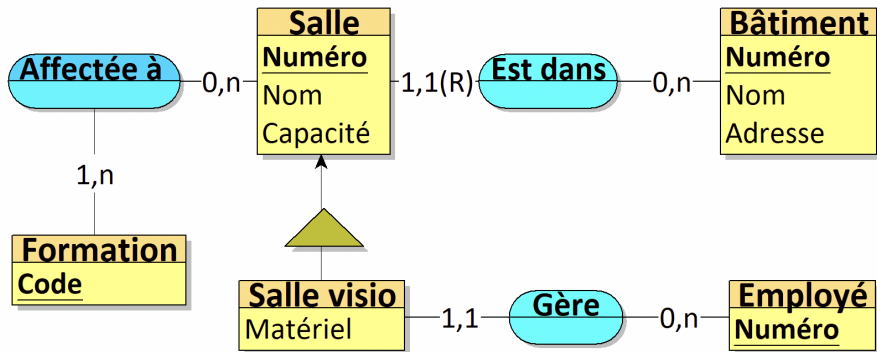 Salle
Numéro
Nom
Capacité
Affectée à
0,n
1,1(R)
Est dans
0,n
Bâtiment
Numéro
Nom
Adresse
1,n
Formation
Code
Salle visio
Matériel
1,1
Gère
0,n
Employé
Numéro